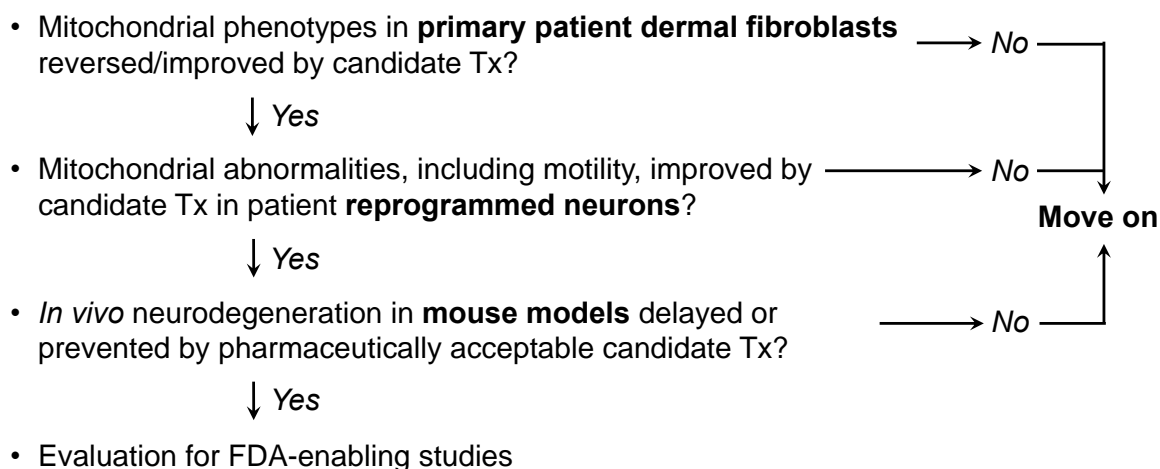 • Mitochondrial phenotypes in primary patient dermal fibroblasts
reversed/improved by candidate Tx?
No
Yes
• Mitochondrial abnormalities, including motility, improved by
candidate Tx in patient reprogrammed neurons?
No
Move on
Yes
• In vivo neurodegeneration in mouse models delayed or
prevented by pharmaceutically acceptable candidate Tx?
No
Yes
• Evaluation for FDA-enabling studies